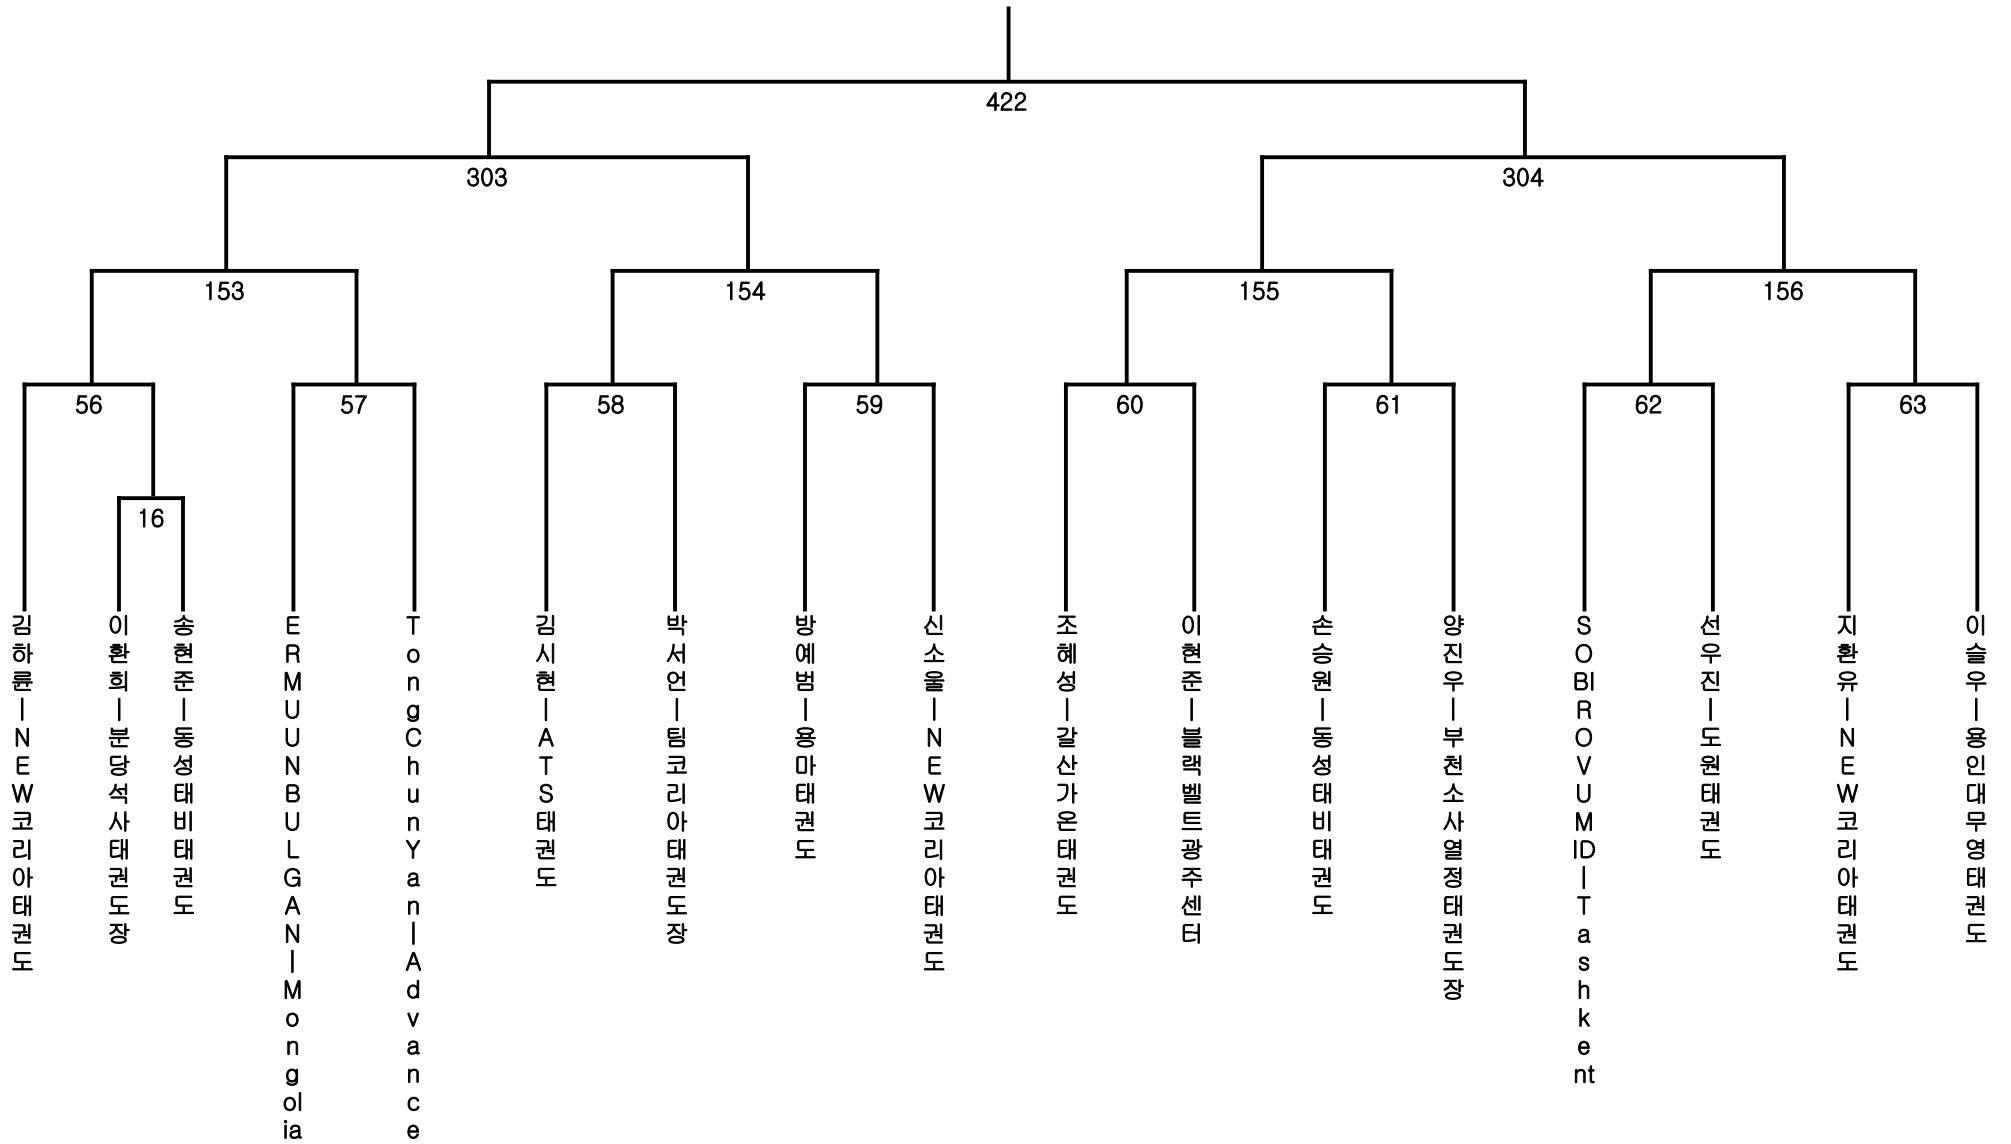 422
303
304
153
154
155
156
56
57
58
59
60
61
62
63
16
김하륜-NEW코리아태권도
이환희-분당석사태권도장
송현준-동성태비태권도
ERMUUNBULGAN-Mongolia
TongChunYan-Advance
김시현-ATS태권도
박서언-팀코리아태권도장
방예범-용마태권도
신소울-NEW코리아태권도
조혜성-갈산가온태권도
이현준-블랙벨트광주센터
손승원-동성태비태권도
양진우-부천소사열정태권도장
SOBIROVUMID-Tashkent
선우진-도원태권도
지환유-NEW코리아태권도
이슬우-용인대무영태권도